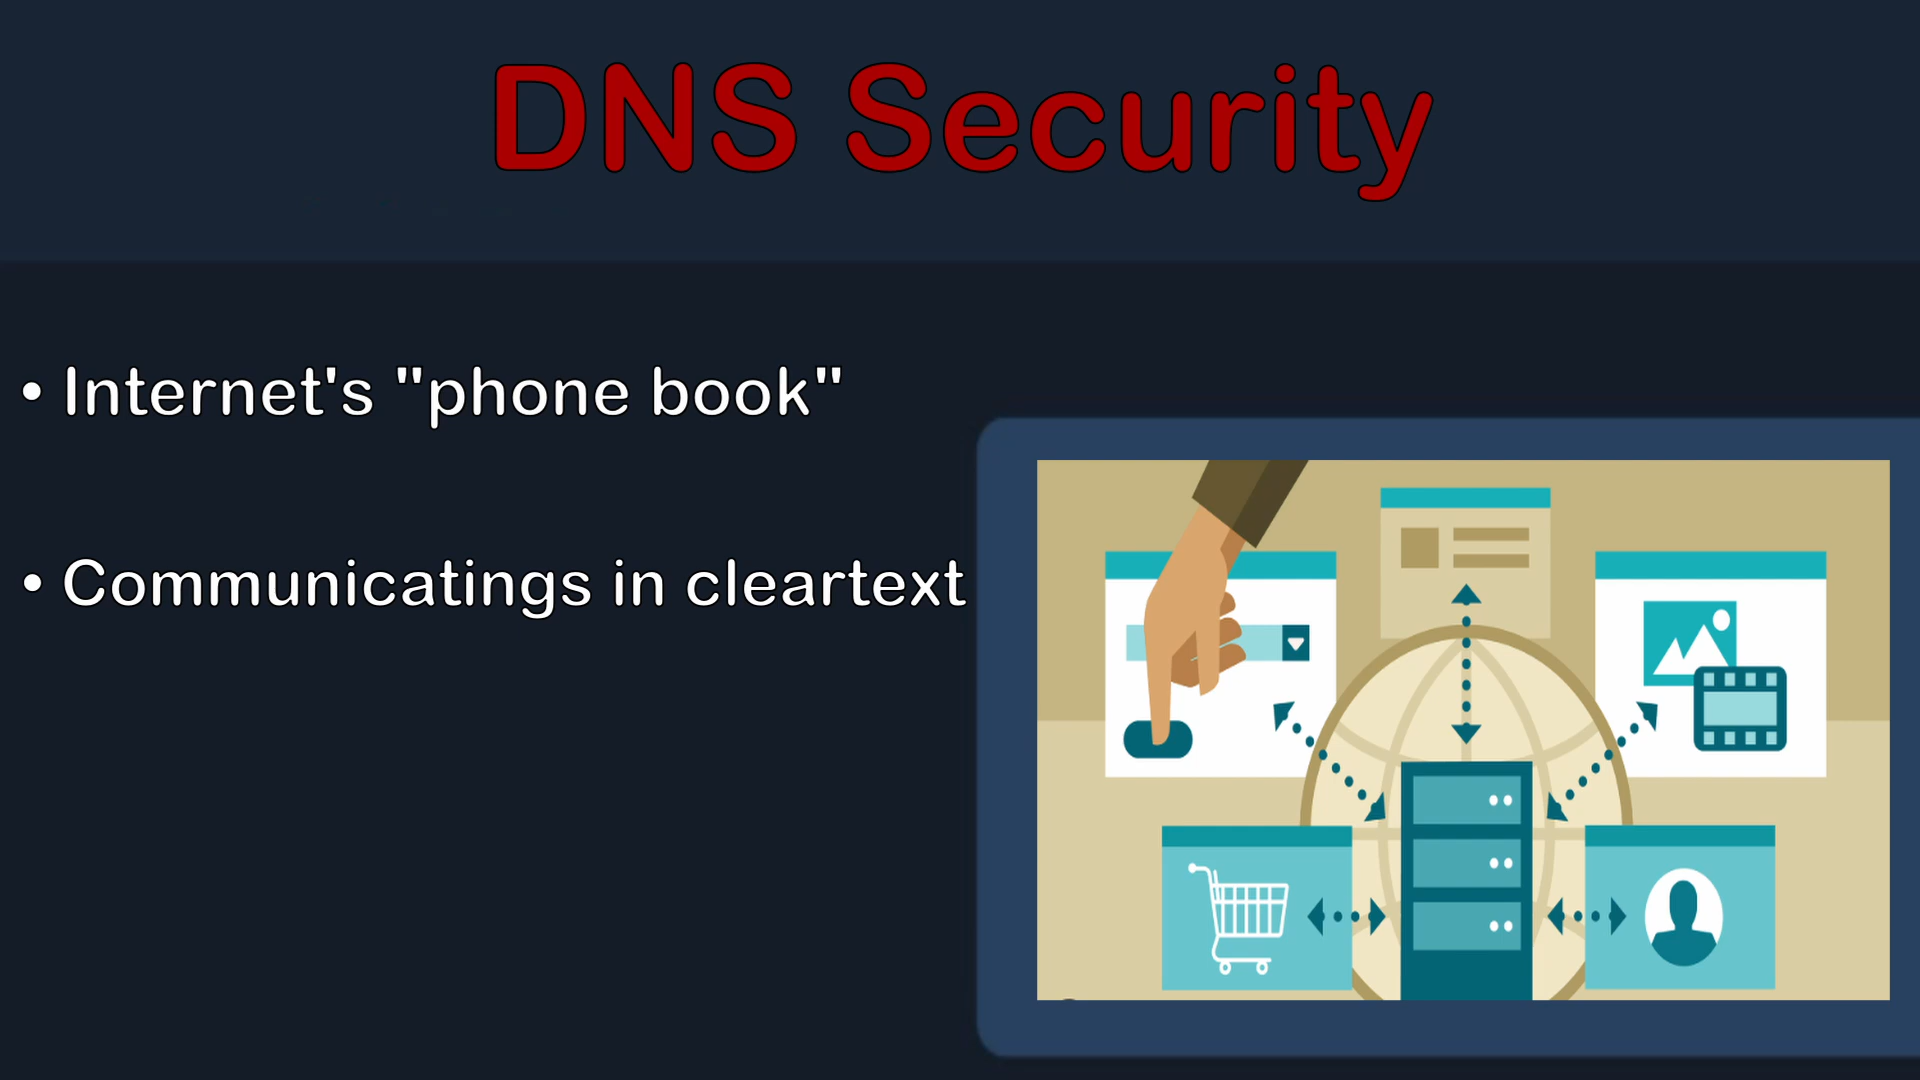 DNS Security
• Internet's "phone book"
• Communicatings in cleartext